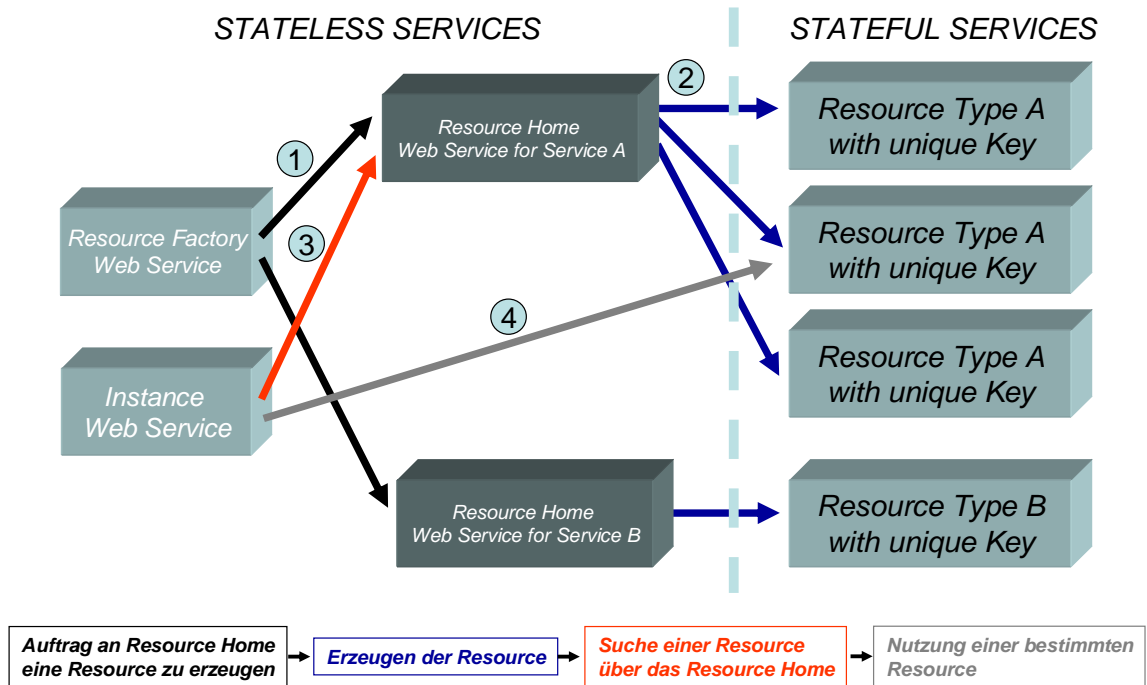 STATELESS SERVICES
STATEFUL SERVICES
2
Resource Home
Web Service for Service A
Resource Type A
with unique Key
1
Resource Factory
Web Service
3
Resource Type A
with unique Key
4
Instance
Web Service
Resource Type A
with unique Key
Resource Home
Web Service for Service B
Resource Type B
with unique Key
Auftrag an Resource Home
eine Resource zu erzeugen
Erzeugen der Resource
Suche einer Resource
über das Resource Home
Nutzung einer bestimmten
Resource